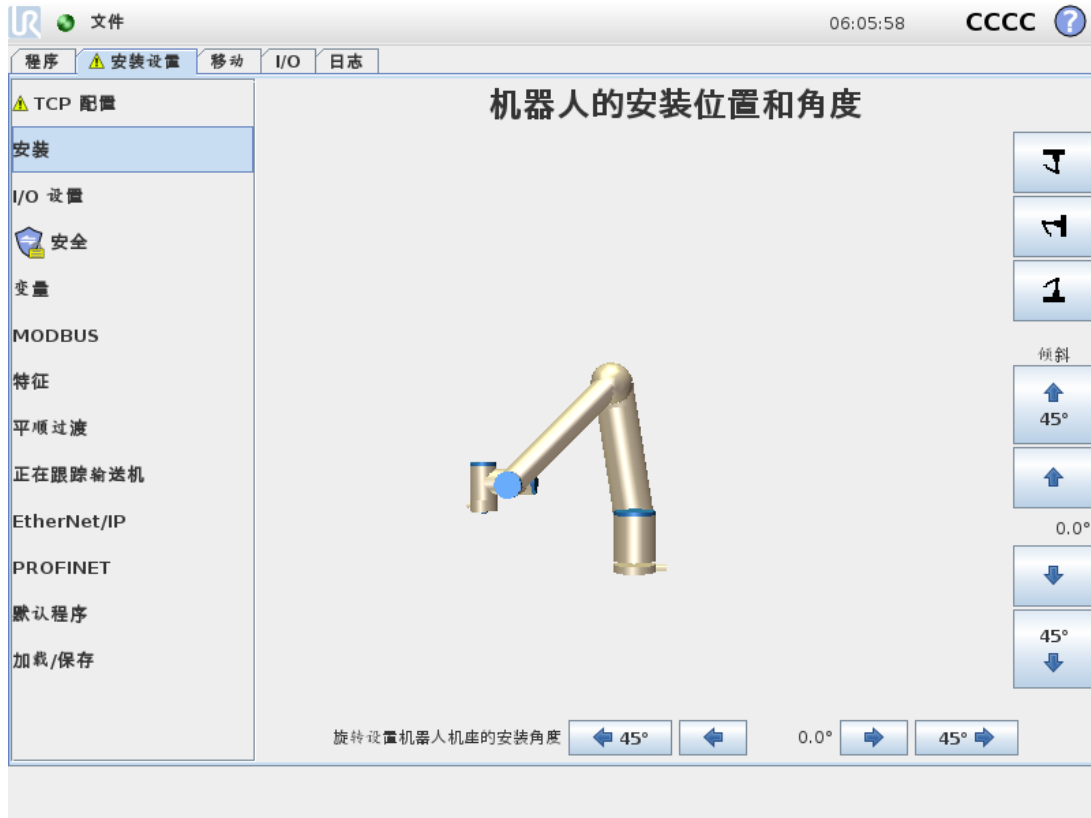 UR 文件 06:05:58 CCCC ?
程序 安装设置 移动 I/O 日志
TCP 配置
机器人的安装位置和角度
安装
I/O 设置
安全
变量
MODBUS
特征
平顺过渡
正在跟踪输送机
EtherNet/IP
PROFINET
默认程序
加载/保存
倾斜
45°
0.0°
45°
旋转设置机器人机座的安装角度 45° 0.0° 45°